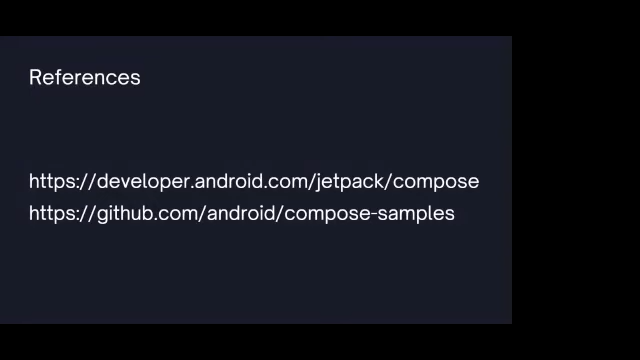 References
https://developer.android.com/jetpack/compose
https://github.com/android/compose-samples